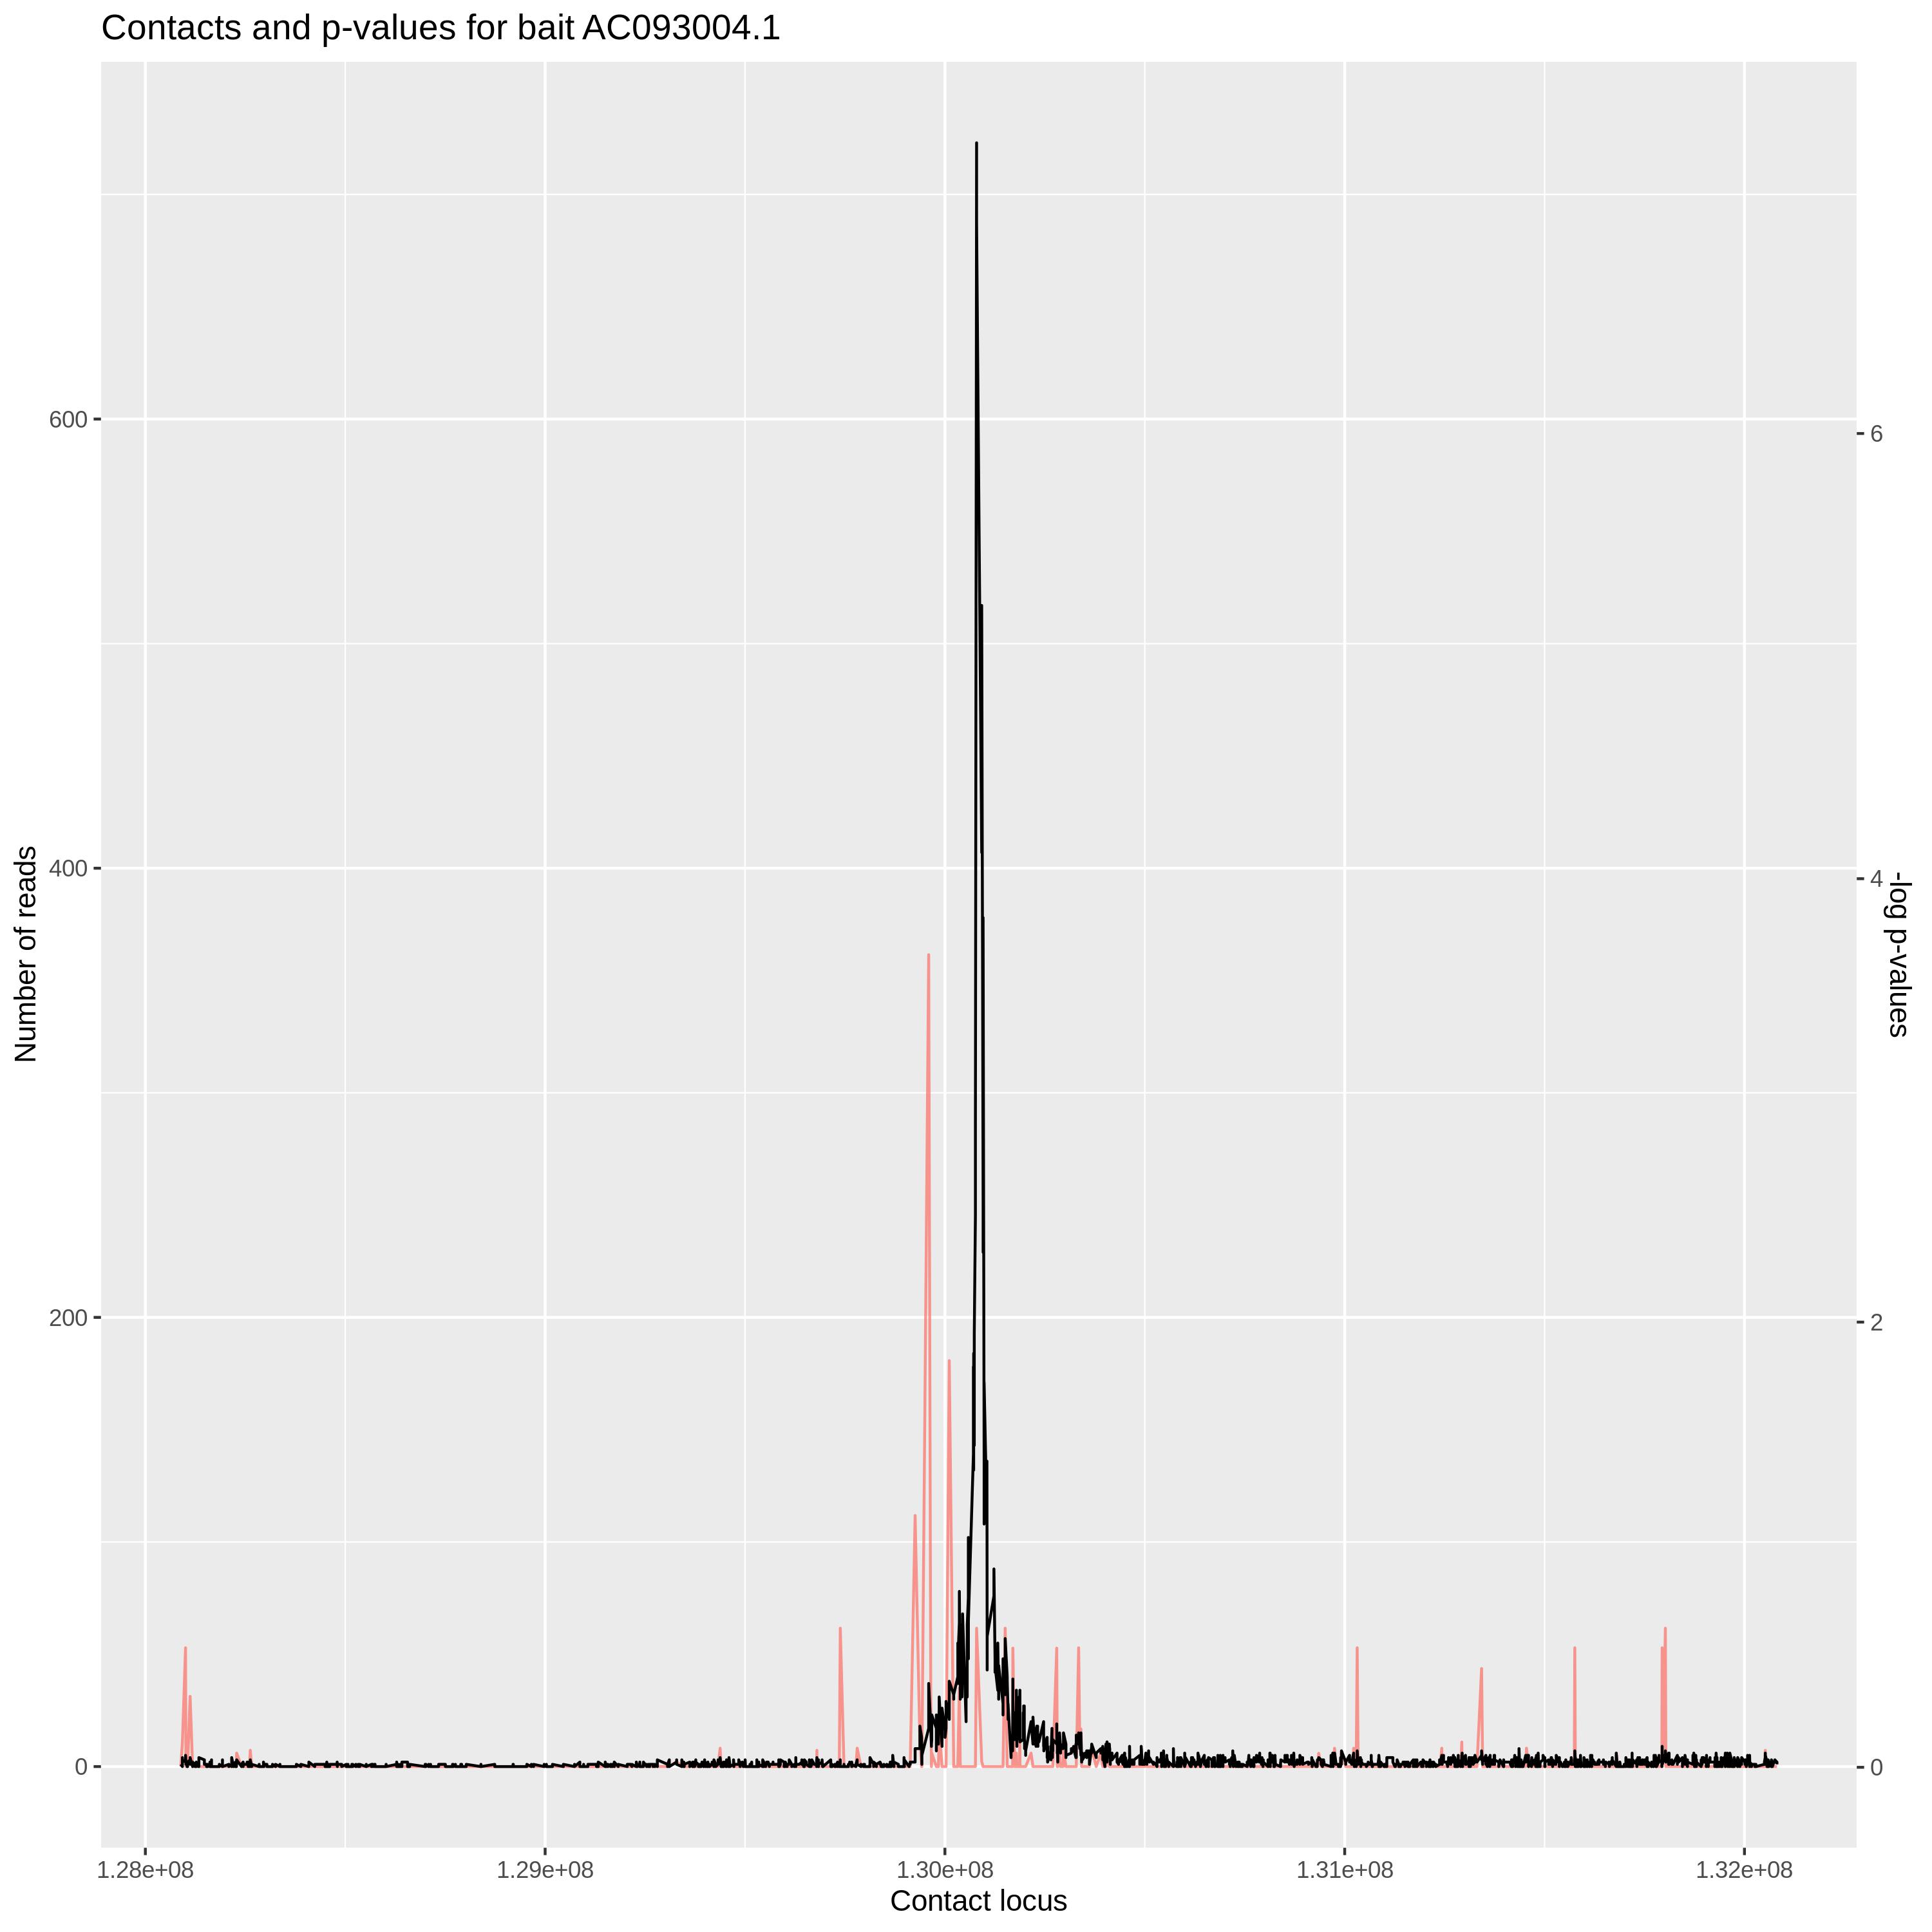 Contacts and p-values for bait AC093004.1
Number of reads
600
400
200
0
6
4
2
0
-log p-values
1.28e+08 1.29e+08 1.30e+08 1.31e+08 1.32e+08
Contact locus